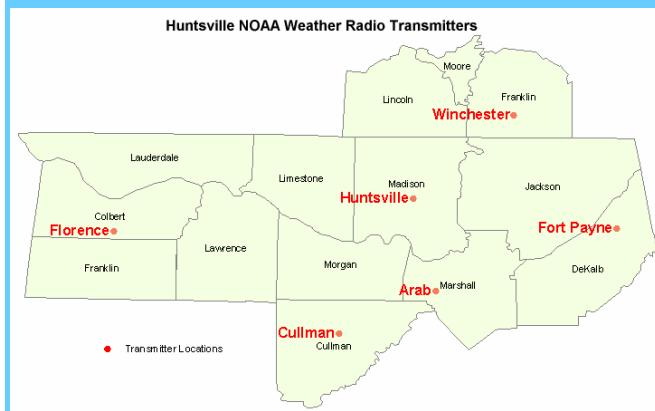 Huntsville NOAA Weather Radio Transmitters
Moore
Lincoln
Franklin
Winchester
Lauderdale
Limestone
Madison
Jackson
Huntsville
Colbert
Florence
Fort Payne
Lawrence
Franklin
Morgan
DeKalb
Arab
Marshall
Cullman
Cullman
Transmitter Locations